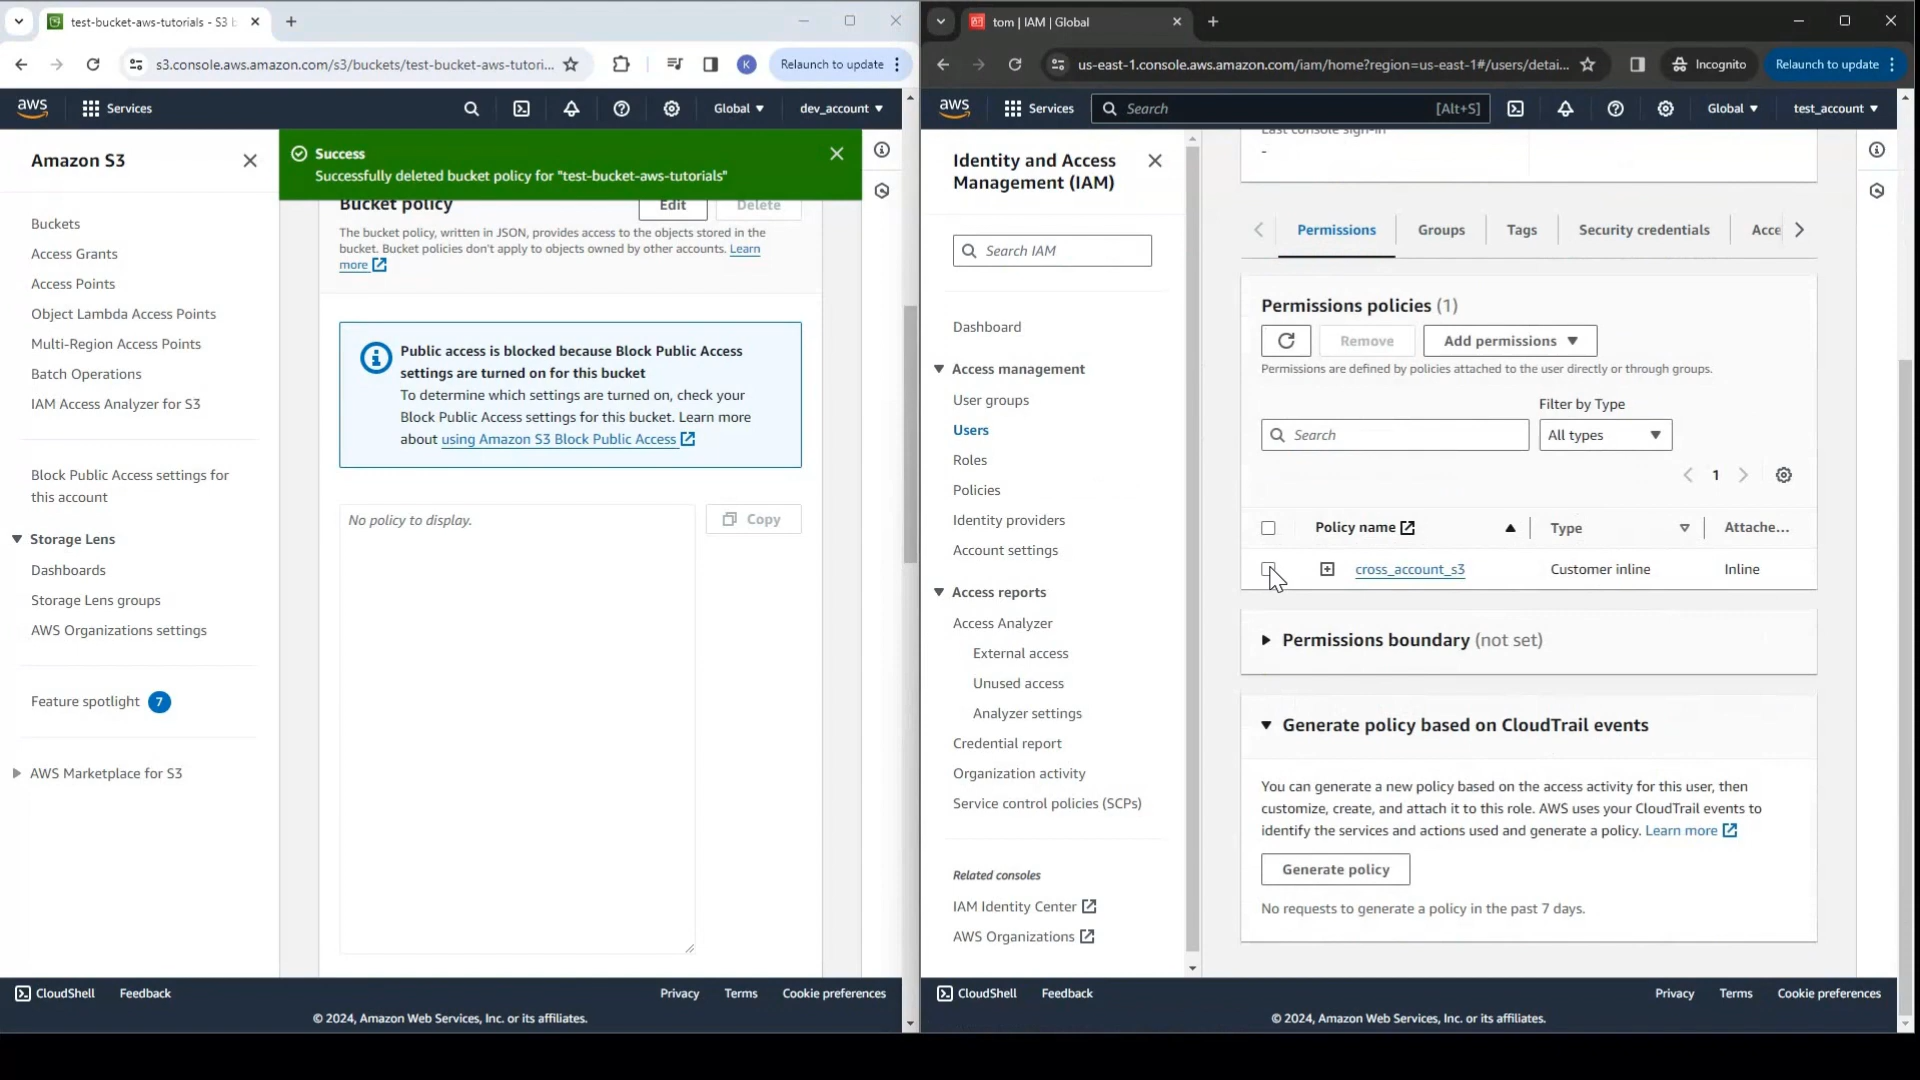 test-bucket-aws-tutorials - S3 b
s3.console.aws.amazon.com/s3/buckets/test-bucket-aws-tutori...
K
Relaunch to update
aws
Services
Global
dev_account
Amazon S3
Success
Successfully deleted bucket policy for "test-bucket-aws-tutorials"
Buckets
Access Grants
Access Points
Object Lambda Access Points
Multi-Region Access Points
Batch Operations
IAM Access Analyzer for S3
Block Public Access settings for
this account
Storage Lens
Dashboards
Storage Lens groups
AWS Organizations settings
Feature spotlight 7
AWS Marketplace for S3
Bucket policy
Edit
Delete
The bucket policy, written in JSON, provides access to the objects stored in the
bucket. Bucket policies don't apply to objects owned by other accounts. Learn
more
Public access is blocked because Block Public Access
settings are turned on for this bucket
To determine which settings are turned on, check your
Block Public Access settings for this bucket. Learn more
about using Amazon S3 Block Public Access
No policy to display.
Copy
CloudShell
Feedback
Privacy
Terms
Cookie preferences
© 2024, Amazon Web Services, Inc. or its affiliates.
tom | IAM | Global
us-east-1.console.aws.amazon.com/iam/home?region=us-east-1#/users/detai...
Incognito
Relaunch to update
aws
Services
Search
[Alt+S]
Global
test_account
Identity and Access
Management (IAM)
Search IAM
Dashboard
Access management
User groups
Users
Roles
Policies
Identity providers
Account settings
Access reports
Access Analyzer
External access
Unused access
Analyzer settings
Credential report
Organization activity
Service control policies (SCPs)
Related consoles
IAM Identity Center
AWS Organizations
Last console sign-in
-
Permissions
Groups
Tags
Security credentials
Acce
Permissions policies (1)
Remove
Add permissions
Permissions are defined by policies attached to the user directly or through groups.
Filter by Type
Search
All types
1
Policy name
Type
Attache...
cross_account_s3
Customer inline
Inline
Permissions boundary (not set)
Generate policy based on CloudTrail events
You can generate a new policy based on the access activity for this user, then
customize, create, and attach it to this role. AWS uses your CloudTrail events to
identify the services and actions used and generate a policy. Learn more
Generate policy
No requests to generate a policy in the past 7 days.
CloudShell
Feedback
Privacy
Terms
Cookie preferences
© 2024, Amazon Web Services, Inc. or its affiliates.